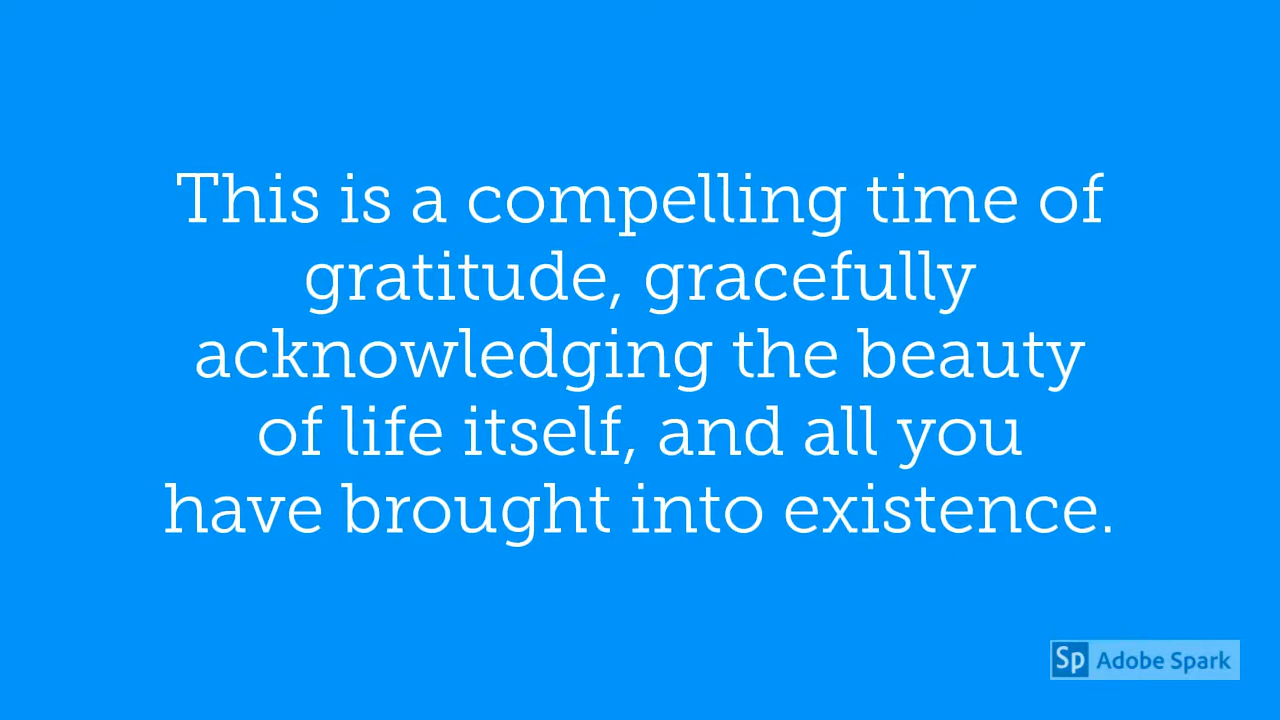 This is a compelling time of
gratitude, gracefully
acknowledging the beauty
of life itself, and all you
have brought into existence.
Sp Adobe Spark